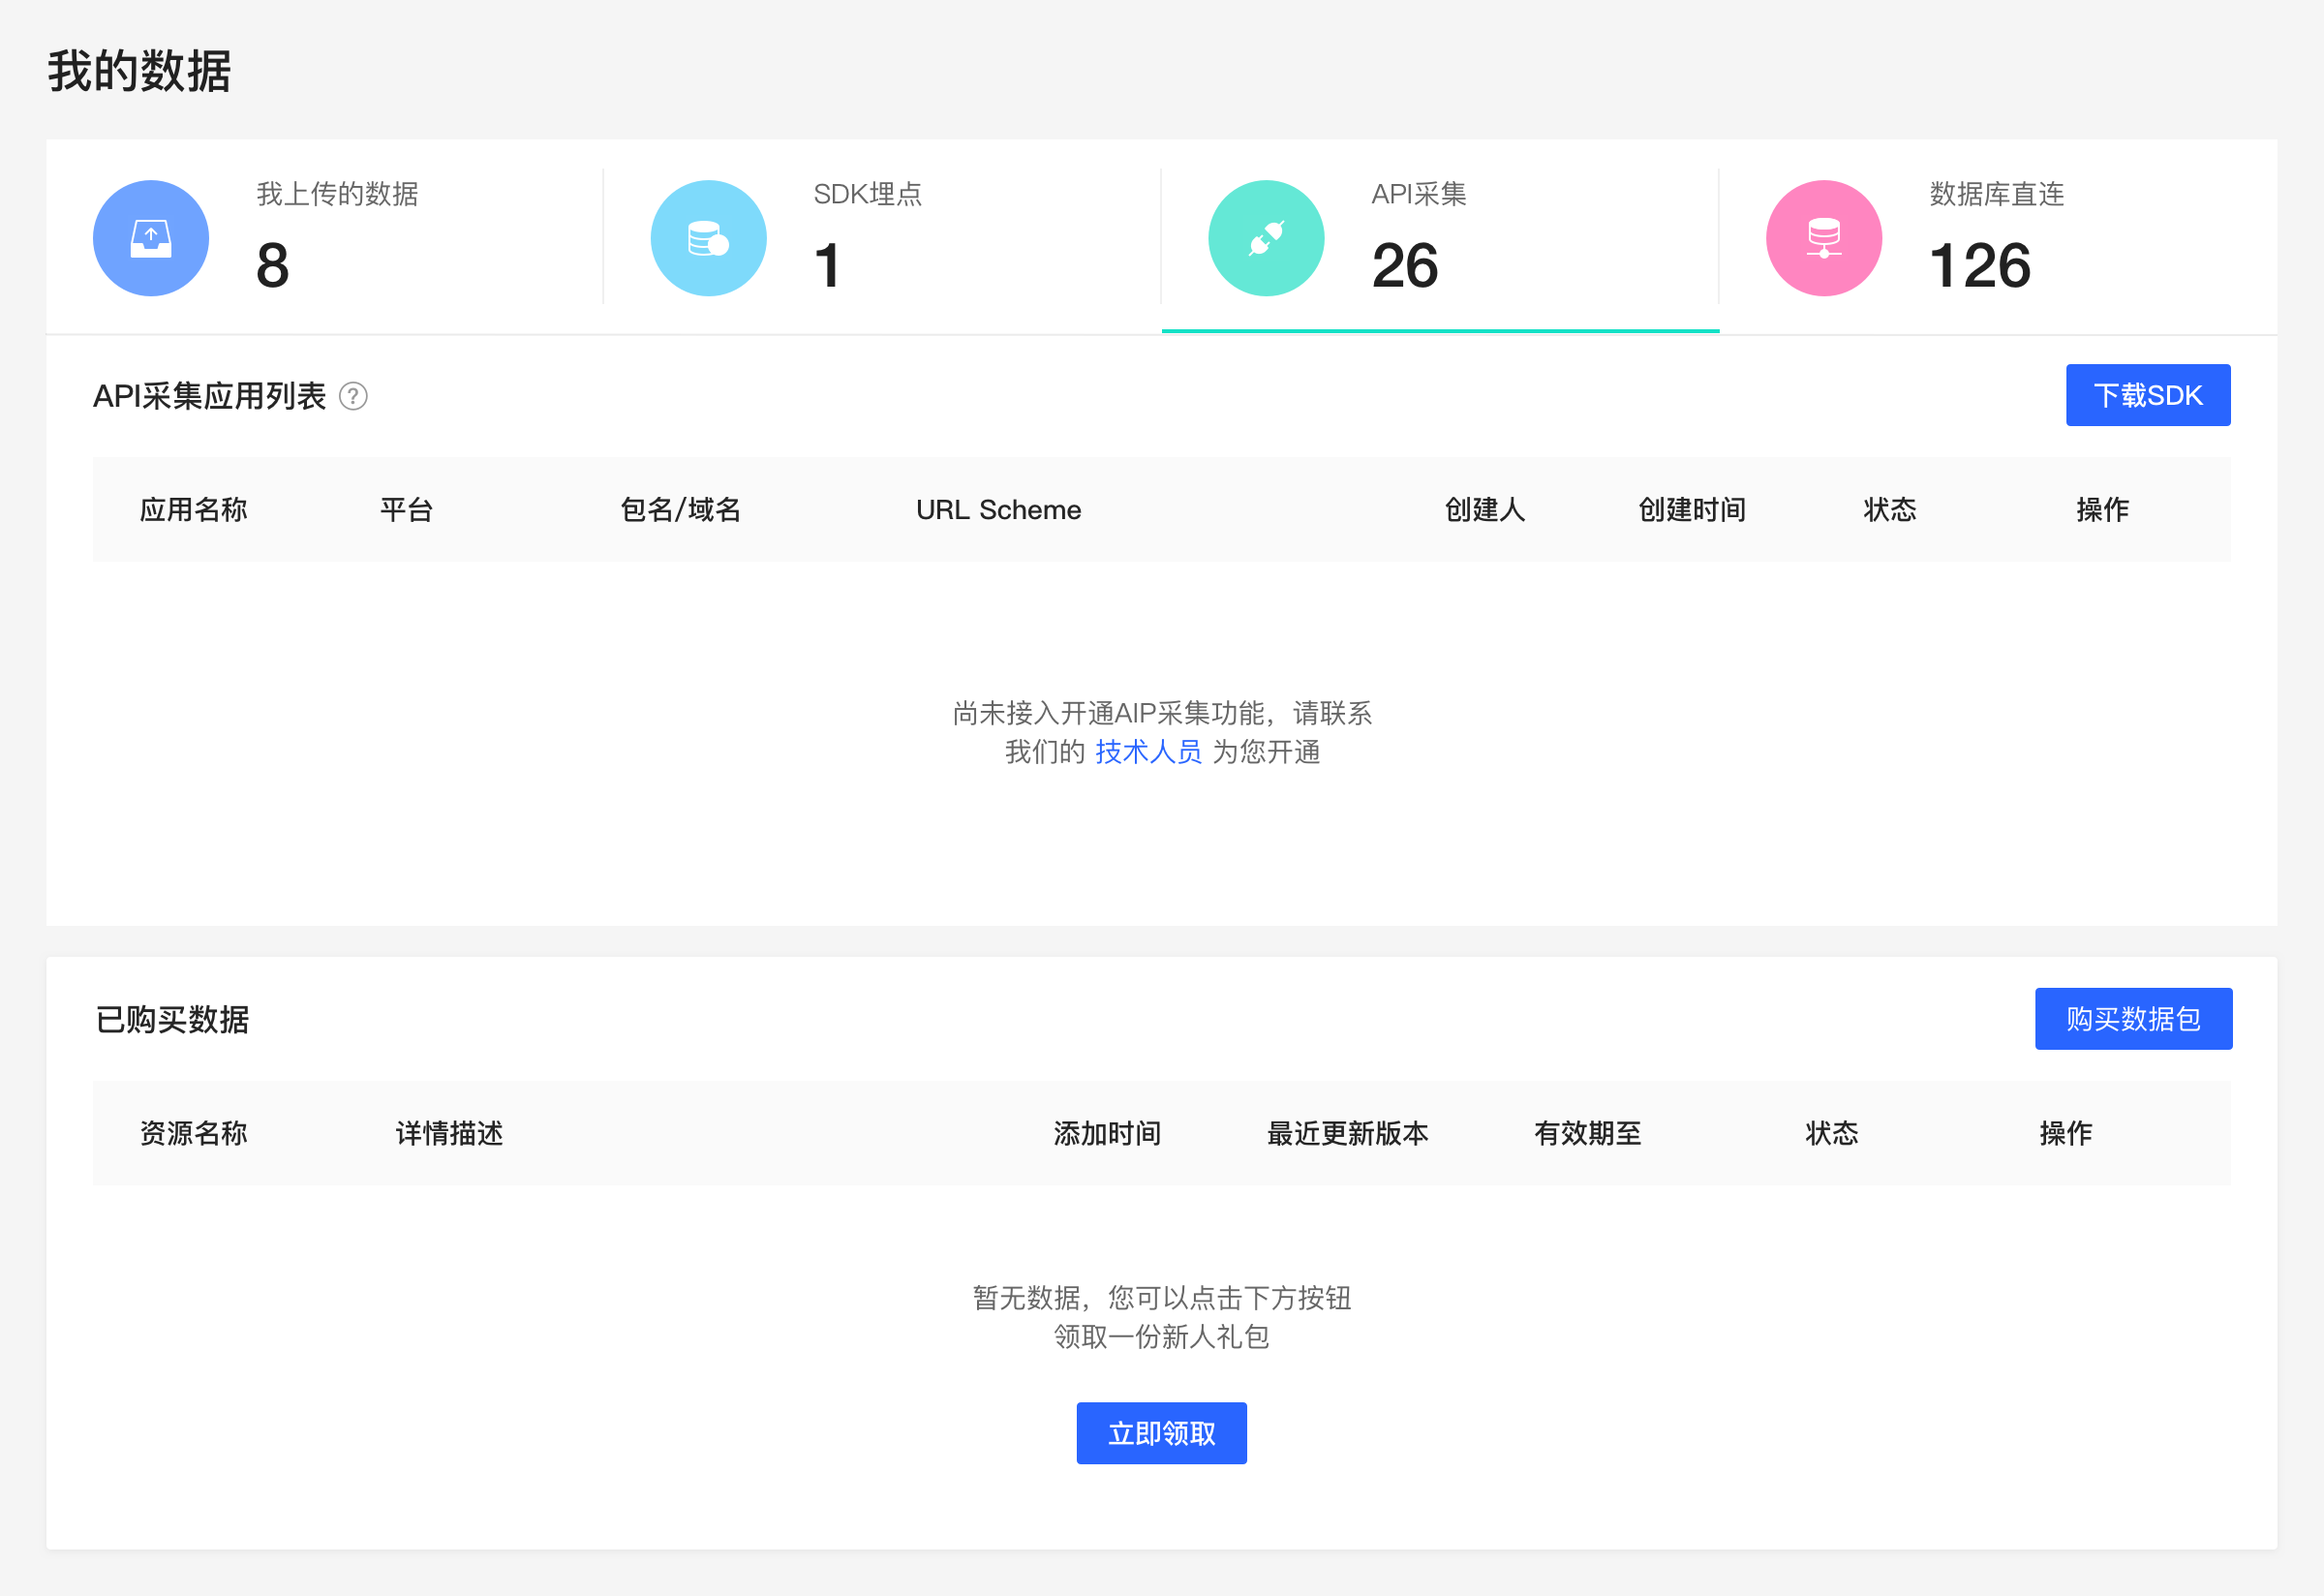 我的数据
我上传的数据
8
SDK埋点
1
API采集
26
数据库直连
126
API采集应用列表 ?
下载SDK
应用名称 平台 包名/域名 URL Scheme 创建人 创建时间 状态 操作
尚未接入开通AIP采集功能，请联系
我们的 技术人员 为您开通
已购买数据
购买数据包
资源名称 详情描述 添加时间 最近更新版本 有效期至 状态 操作
暂无数据，您可以点击下方按钮
领取一份新人礼包
立即领取